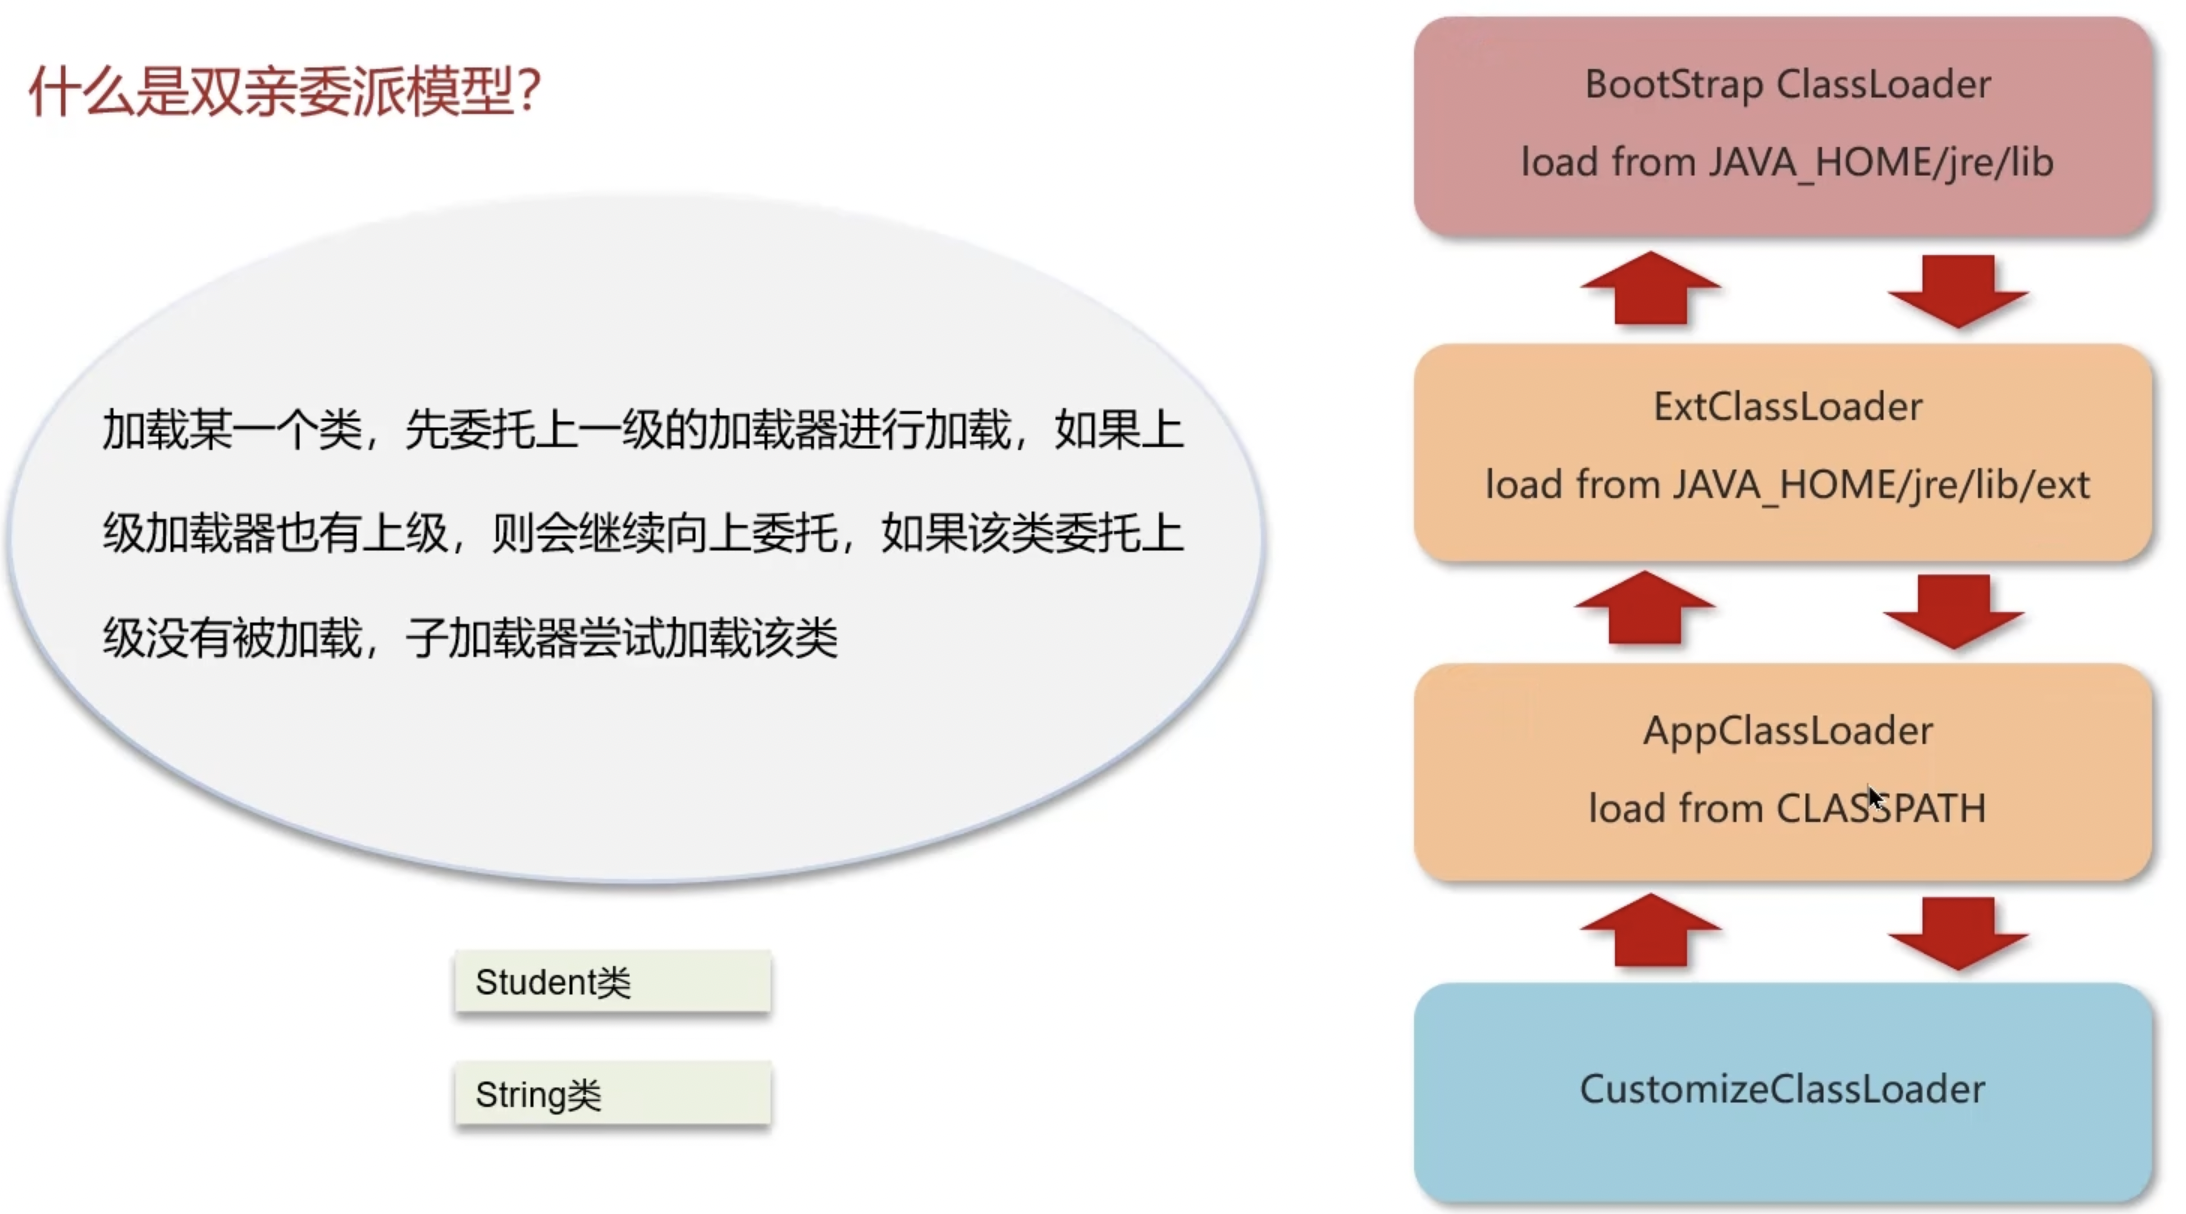 什么是双亲委派模型？
加载某一个类，先委托上一级的加载器进行加载，如果上
级加载器也有上级，则会继续向上委托，如果该类委托上
级没有被加载，子加载器尝试加载该类
Student类
String类
BootStrap ClassLoader
load from JAVA_HOME/jre/lib
ExtClassLoader
load from JAVA_HOME/jre/lib/ext
AppClassLoader
load from CLASSPATH
CustomizeClassLoader